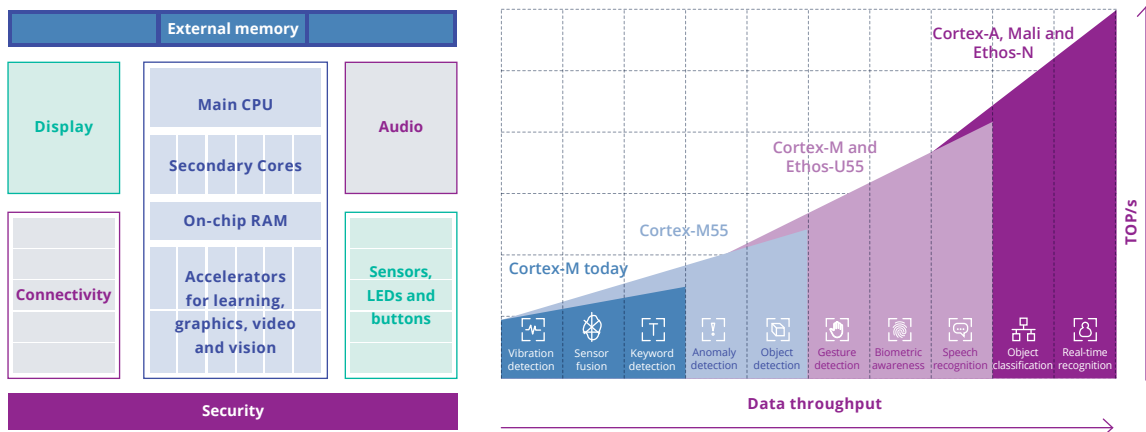 External memory
Display
Main CPU
Secondary Cores
On-chip RAM
Accelerators
for learning,
graphics, video
and vision
Audio
Connectivity
Sensors,
LEDs and
buttons
Security
Cortex-A, Mali and
Ethos-N
Cortex-M and
Ethos-U55
Cortex-M55
Cortex-M today
T
Vibration
detection
Sensor
fusion
Keyword
detection
Anomaly
detection
Object
detection
Gesture
detection
Biometric
awareness
Speech
recognition
Object
classification
Real-time
recognition
TOP/s
Data throughput